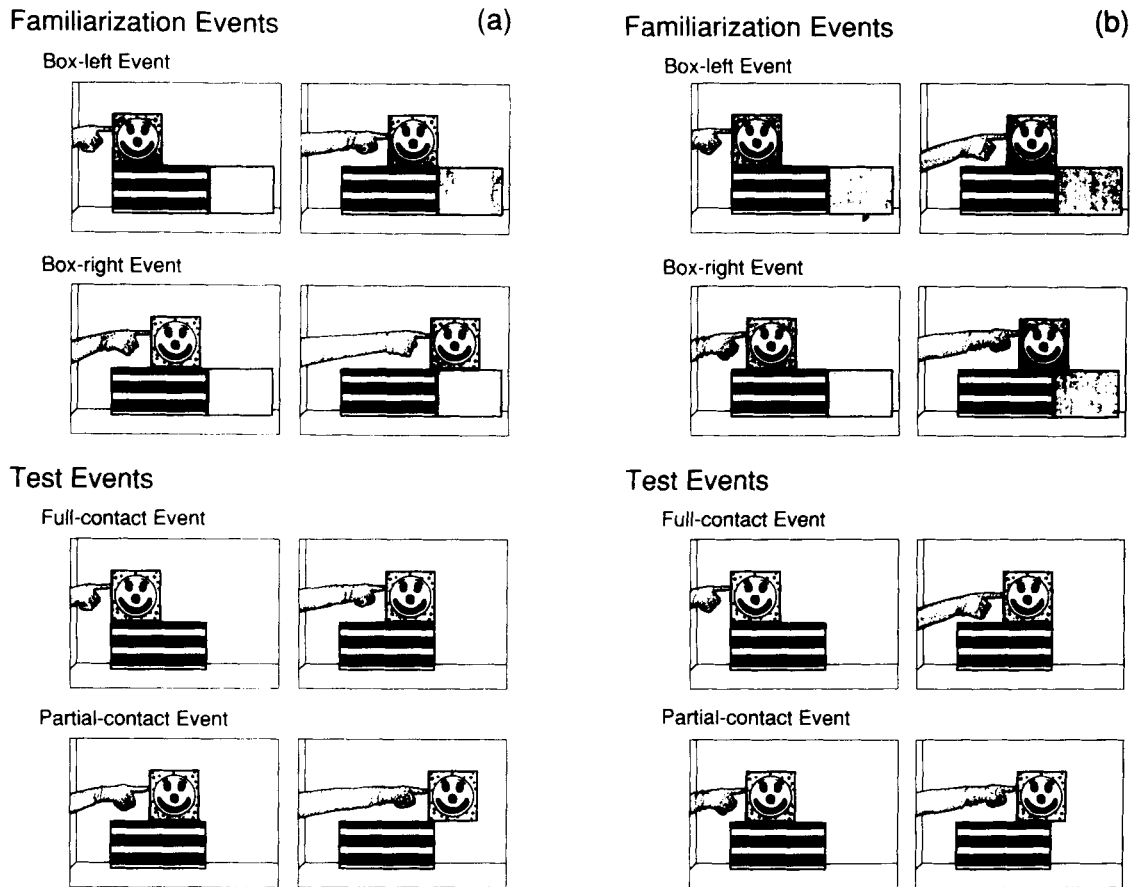 Familiarization Events (a)
Box-left Event
Box-right Event
Test Events
Full-contact Event
Partial-contact Event
Familiarization Events (b)
Box-left Event
Box-right Event
Test Events
Full-contact Event
Partial-contact Event